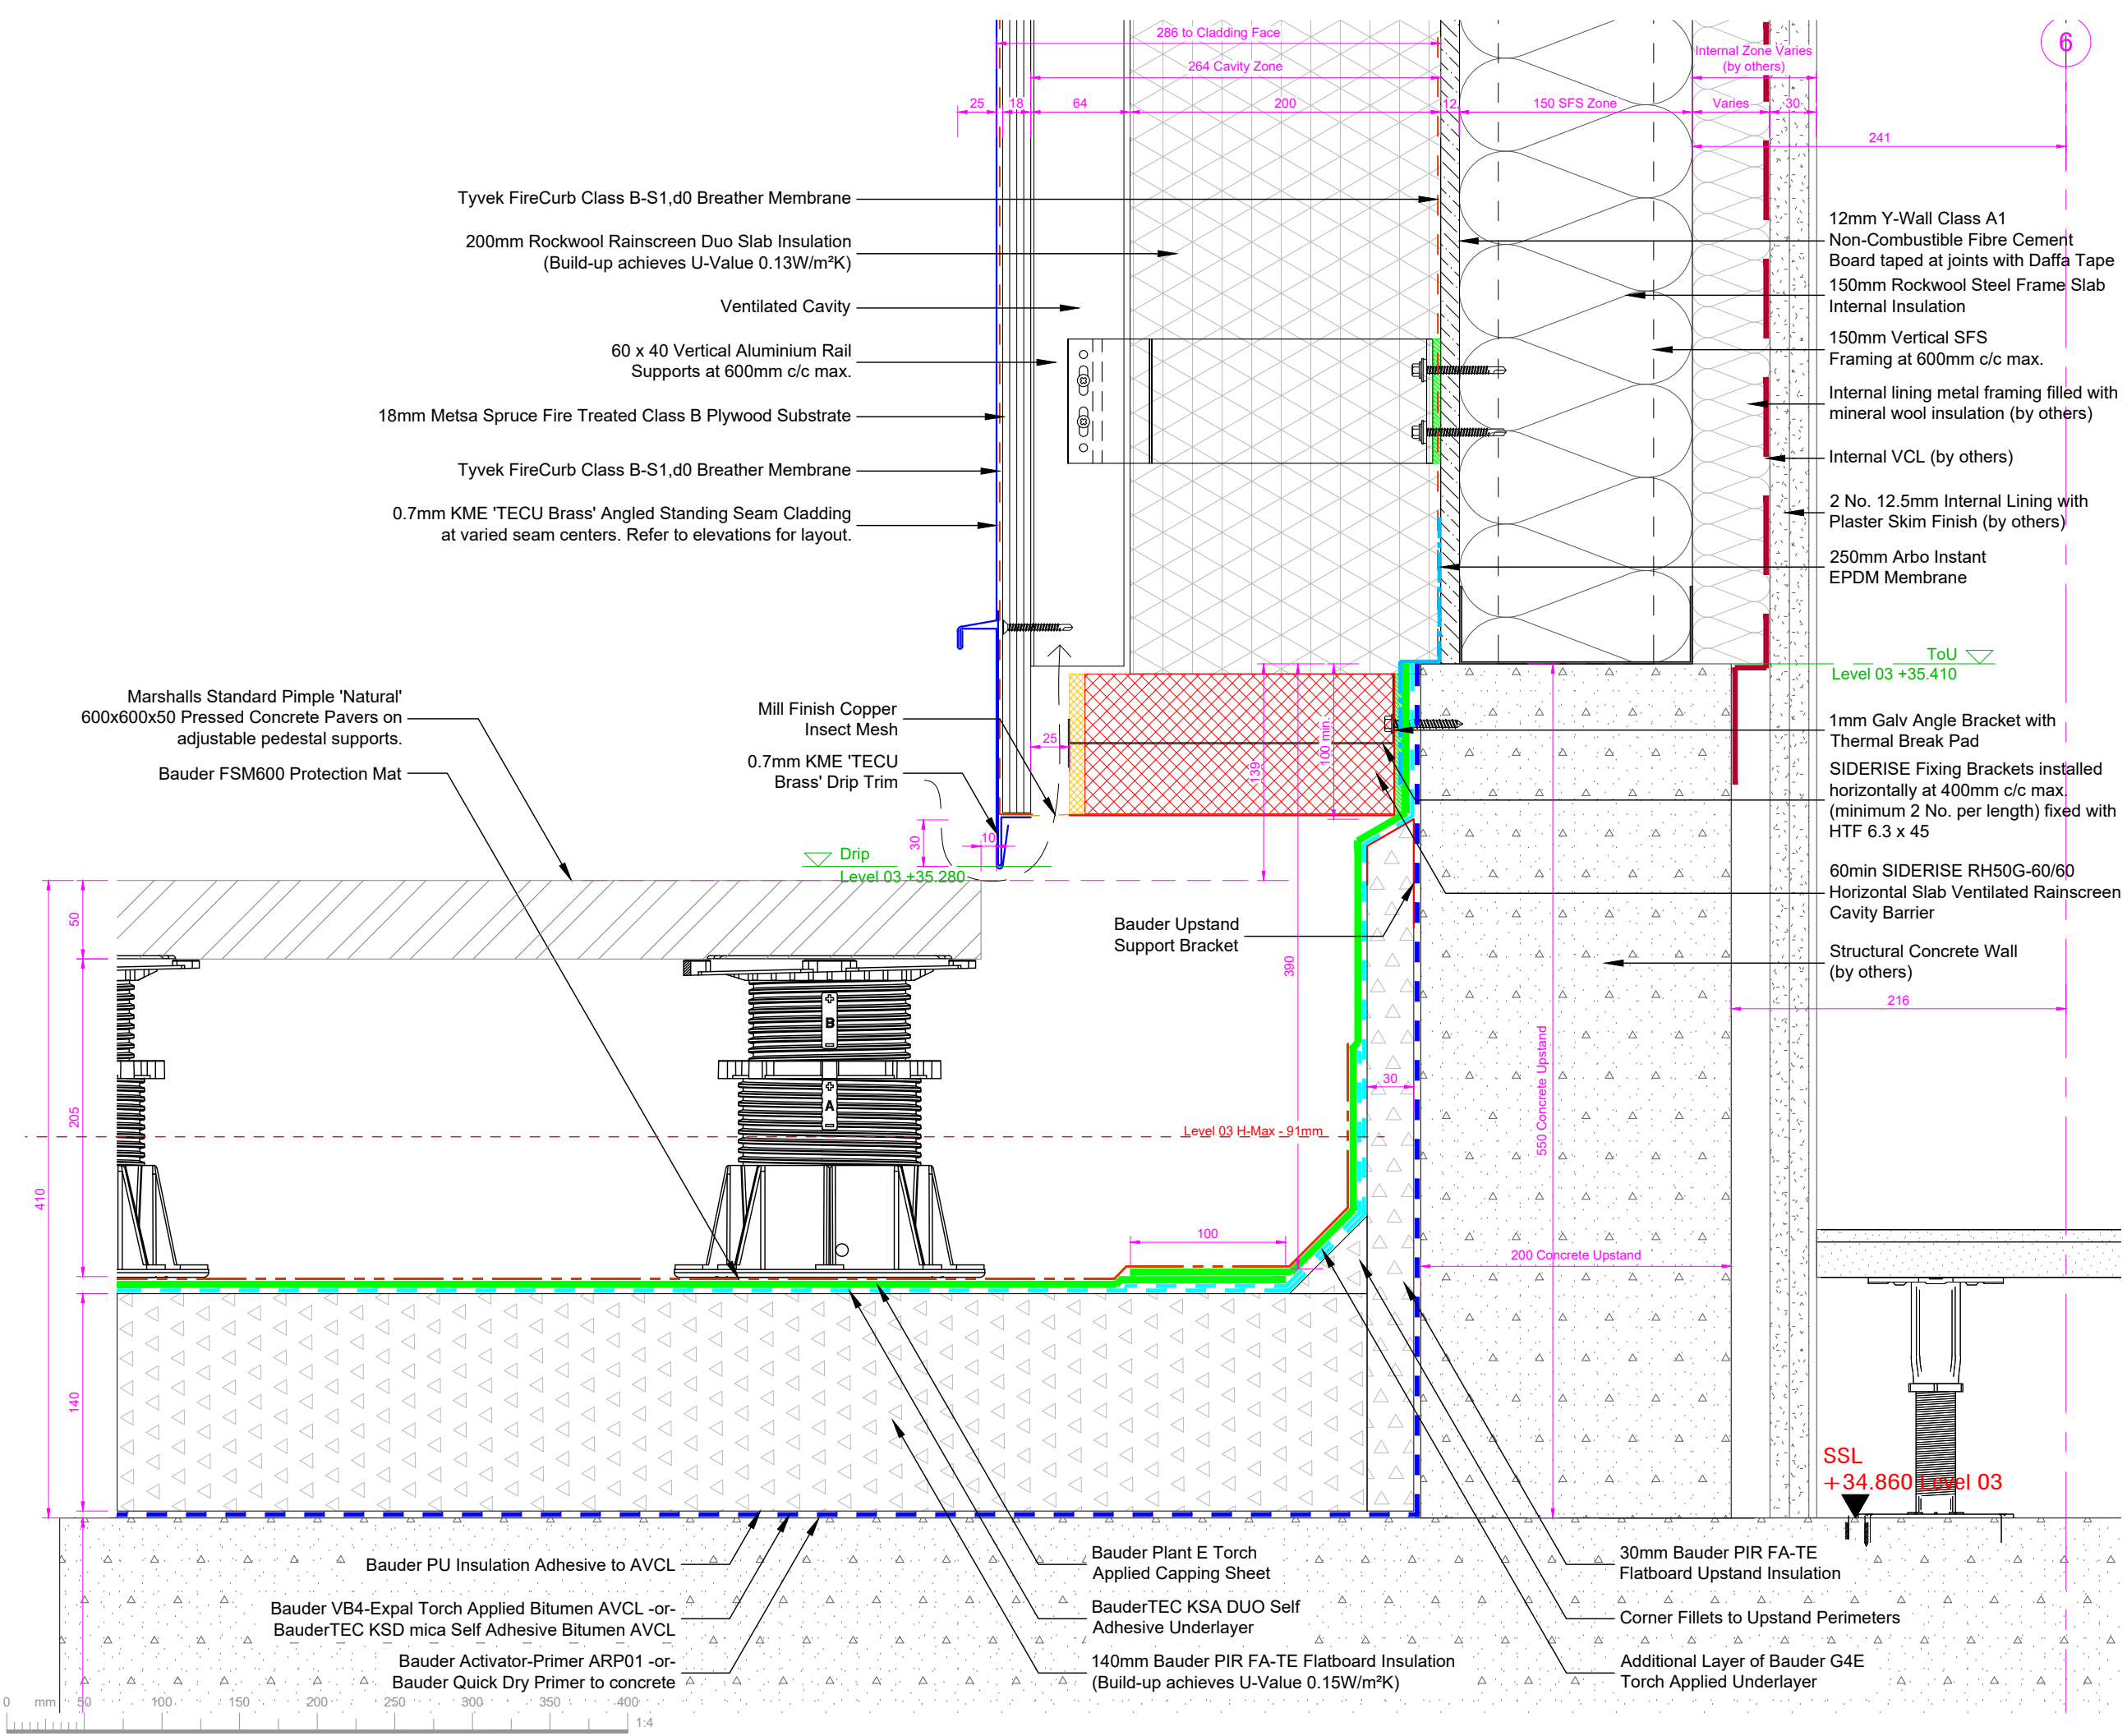 286 to Cladding Face
264 Cavity Zone
25
18
64
200
12
150 SFS Zone
Internal Zone Varies
(by others)
Varies
30
241
6
Tyvek FireCurb Class B-S1,d0 Breather Membrane
200mm Rockwool Rainscreen Duo Slab Insulation
(Build-up achieves U-Value 0.13W/m²K)
Ventilated Cavity
60 x 40 Vertical Aluminium Rail
Supports at 600mm c/c max.
18mm Metsa Spruce Fire Treated Class B Plywood Substrate
Tyvek FireCurb Class B-S1,d0 Breather Membrane
0.7mm KME 'TECU Brass' Angled Standing Seam Cladding
at varied seam centers. Refer to elevations for layout.
12mm Y-Wall Class A1
Non-Combustible Fibre Cement
Board taped at joints with Daffa Tape
150mm Rockwool Steel Frame Slab
Internal Insulation
150mm Vertical SFS
Framing at 600mm c/c max.
Internal lining metal framing filled with
mineral wool insulation (by others)
Internal VCL (by others)
2 No. 12.5mm Internal Lining with
Plaster Skim Finish (by others)
250mm Arbo Instant
EPDM Membrane
ToU
Level 03 +35.410
Marshalls Standard Pimple 'Natural'
600x600x50 Pressed Concrete Pavers on
adjustable pedestal supports.
Bauder FSM600 Protection Mat
Mill Finish Copper
Insect Mesh
0.7mm KME 'TECU
Brass' Drip Trim
25
139
100 min.
30
10
Drip
Level 03 +35.280
1mm Galv Angle Bracket with
Thermal Break Pad
SIDERISE Fixing Brackets installed
horizontally at 400mm c/c max.
(minimum 2 No. per length) fixed with
HTF 6.3 x 45
60min SIDERISE RH50G-60/60
Horizontal Slab Ventilated Rainscreen
Cavity Barrier
Structural Concrete Wall
(by others)
Bauder Upstand
Support Bracket
50
205
410
140
390
B
A
30
216
550 Concrete Upstand
Level 03 H-Max - 91mm
100
200 Concrete Upstand
SSL
+34.860 Level 03
Bauder PU Insulation Adhesive to AVCL
Bauder VB4-Expal Torch Applied Bitumen AVCL -or-
BauderTEC KSD mica Self Adhesive Bitumen AVCL
Bauder Activator-Primer ARP01 -or-
Bauder Quick Dry Primer to concrete
Bauder Plant E Torch
Applied Capping Sheet
BauderTEC KSA DUO Self
Adhesive Underlayer
140mm Bauder PIR FA-TE Flatboard Insulation
(Build-up achieves U-Value 0.15W/m²K)
30mm Bauder PIR FA-TE
Flatboard Upstand Insulation
Corner Fillets to Upstand Perimeters
Additional Layer of Bauder G4E
Torch Applied Underlayer
0 mm 50 100 150 200 250 300 350 400
1:4